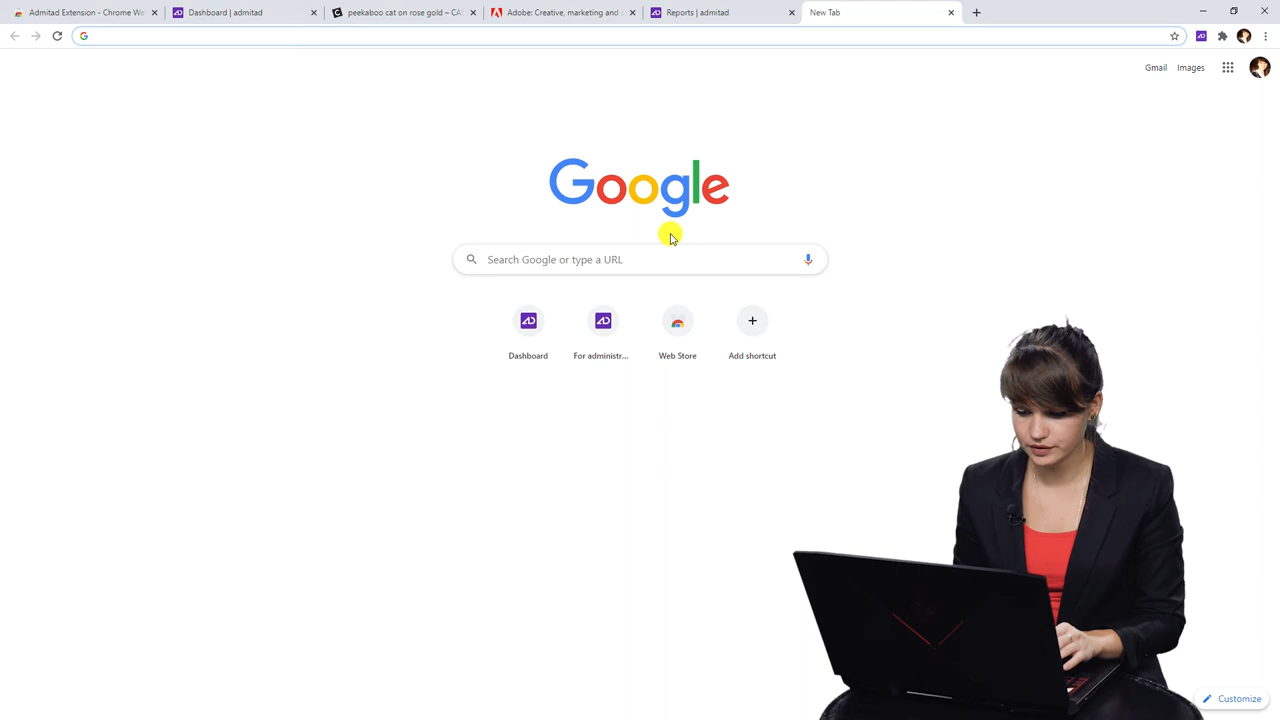 Admitad Extension - Chrome We
Dashboard | admitad
peekaboo cat on rose gold – CAS
Adobe: Creative, marketing and
Reports | admitad
New Tab
Gmail
Images
Google
Search Google or type a URL
Dashboard
For administr...
Web Store
Add shortcut
Customize